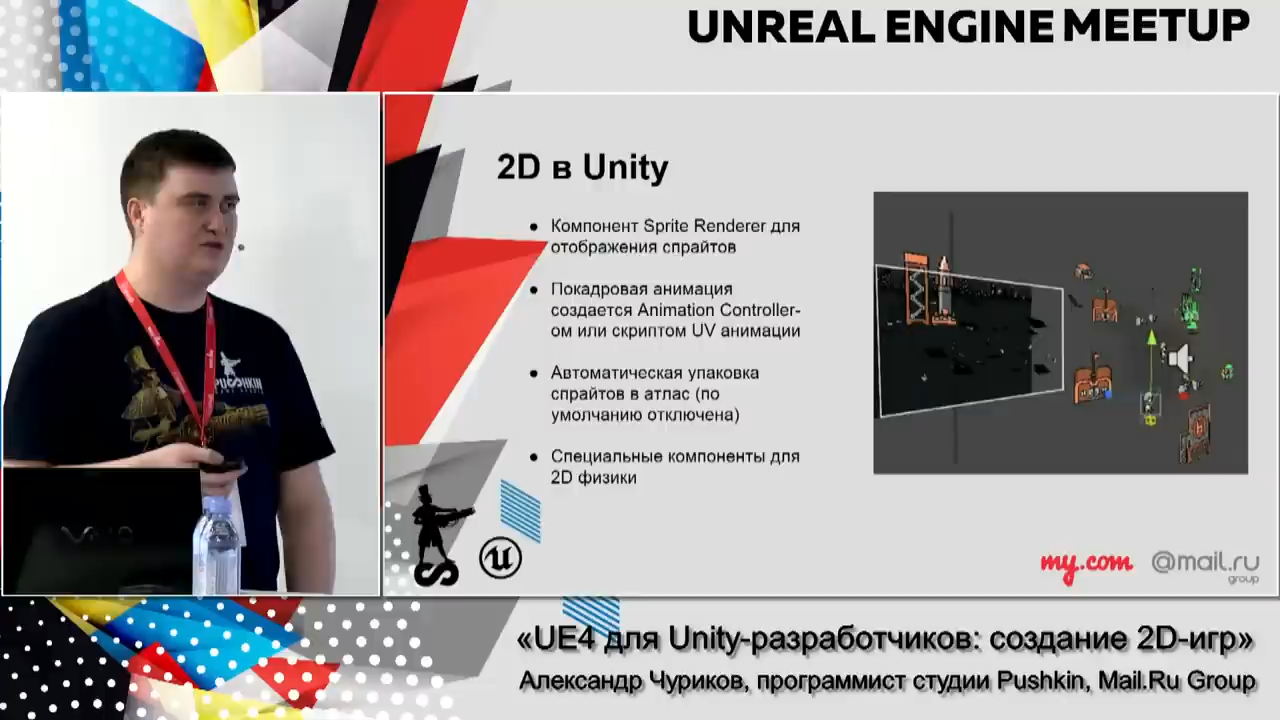 UNREAL ENGINE MEETUP
2D в Unity
● Компонент Sprite Renderer для
отображения спрайтов
● Покадровая анимация
создается Animation Controller-
ом или скриптом UV анимации
● Автоматическая упаковка
спрайтов в атлас (по
умолчанию отключена)
● Специальные компоненты для
2D физики
PUSHKIN
VAIO
my.com @mail.ru
group
«UE4 для Unity-разработчиков: создание 2D-игр»
Александр Чуриков, программист студии Pushkin, Mail.Ru Group